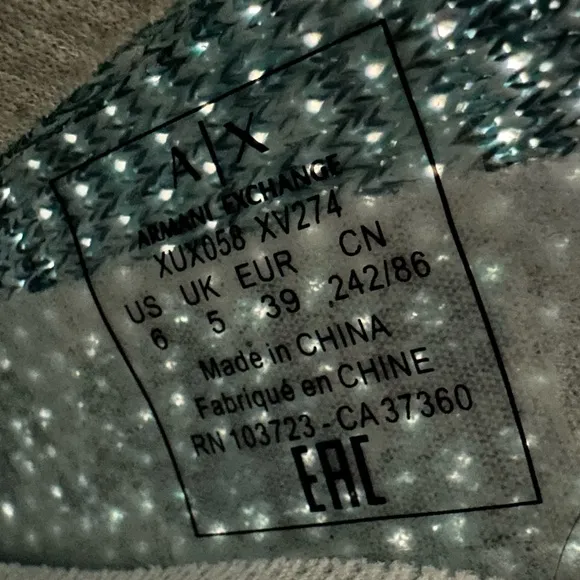 A|X
ARMANI EXCHANGE
XUX058 XV274
US UK EUR CN
6 5 39 242/86
Made in CHINA
Fabriqué en CHINE
RN 103723 - CA 37360
EAC